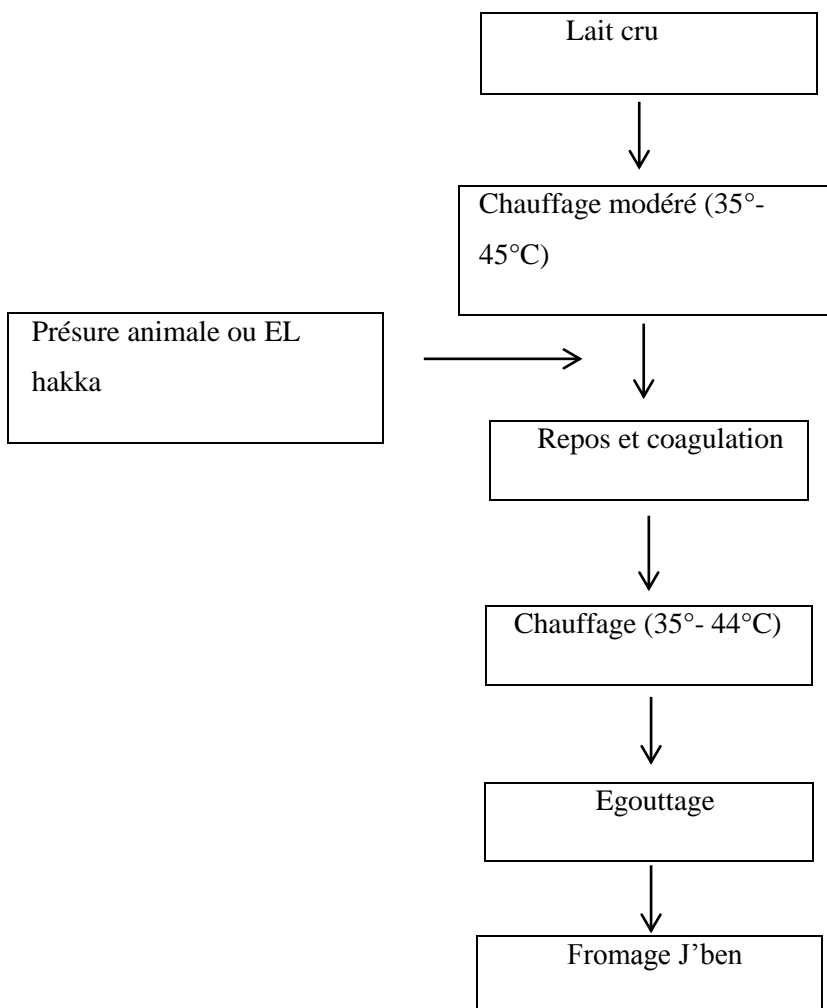 Lait cru
Chauffage modéré (35°-
45°C)
Présure animale ou EL
hakka
Repos et coagulation
Chauffage (35°- 44°C)
Egouttage
Fromage J’ben